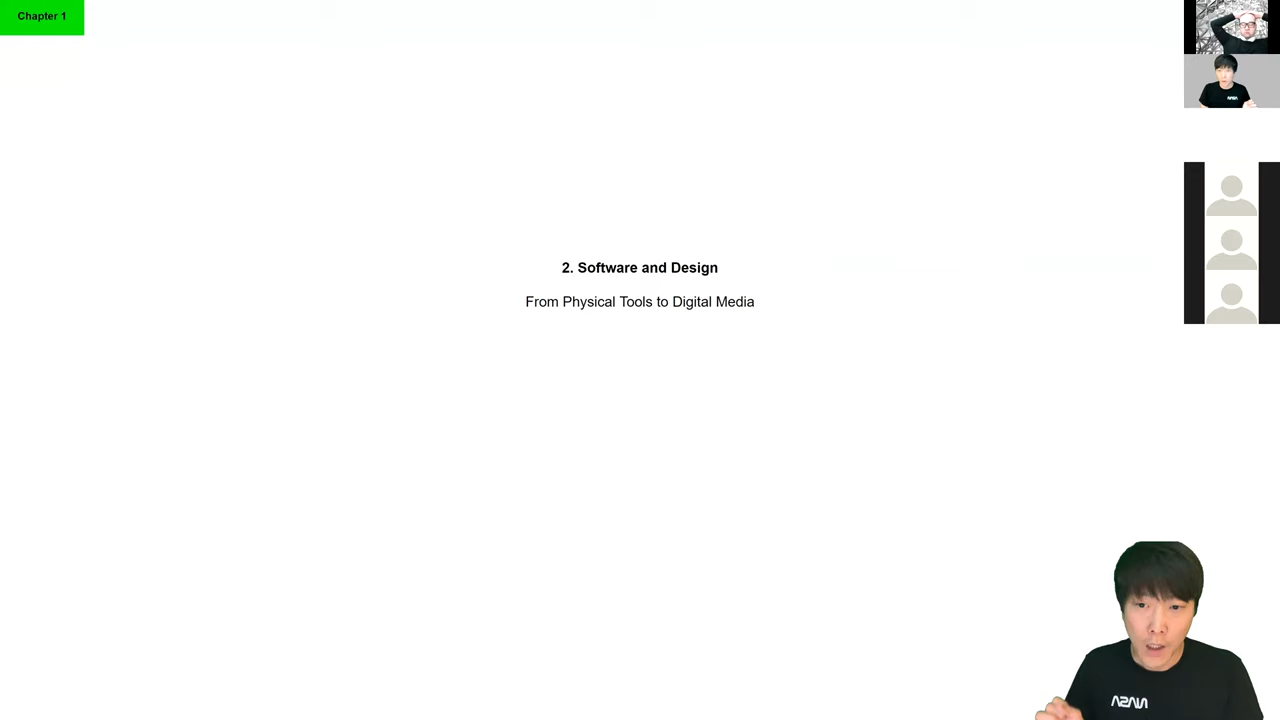 Chapter 1
2. Software and Design
From Physical Tools to Digital Media
NASA